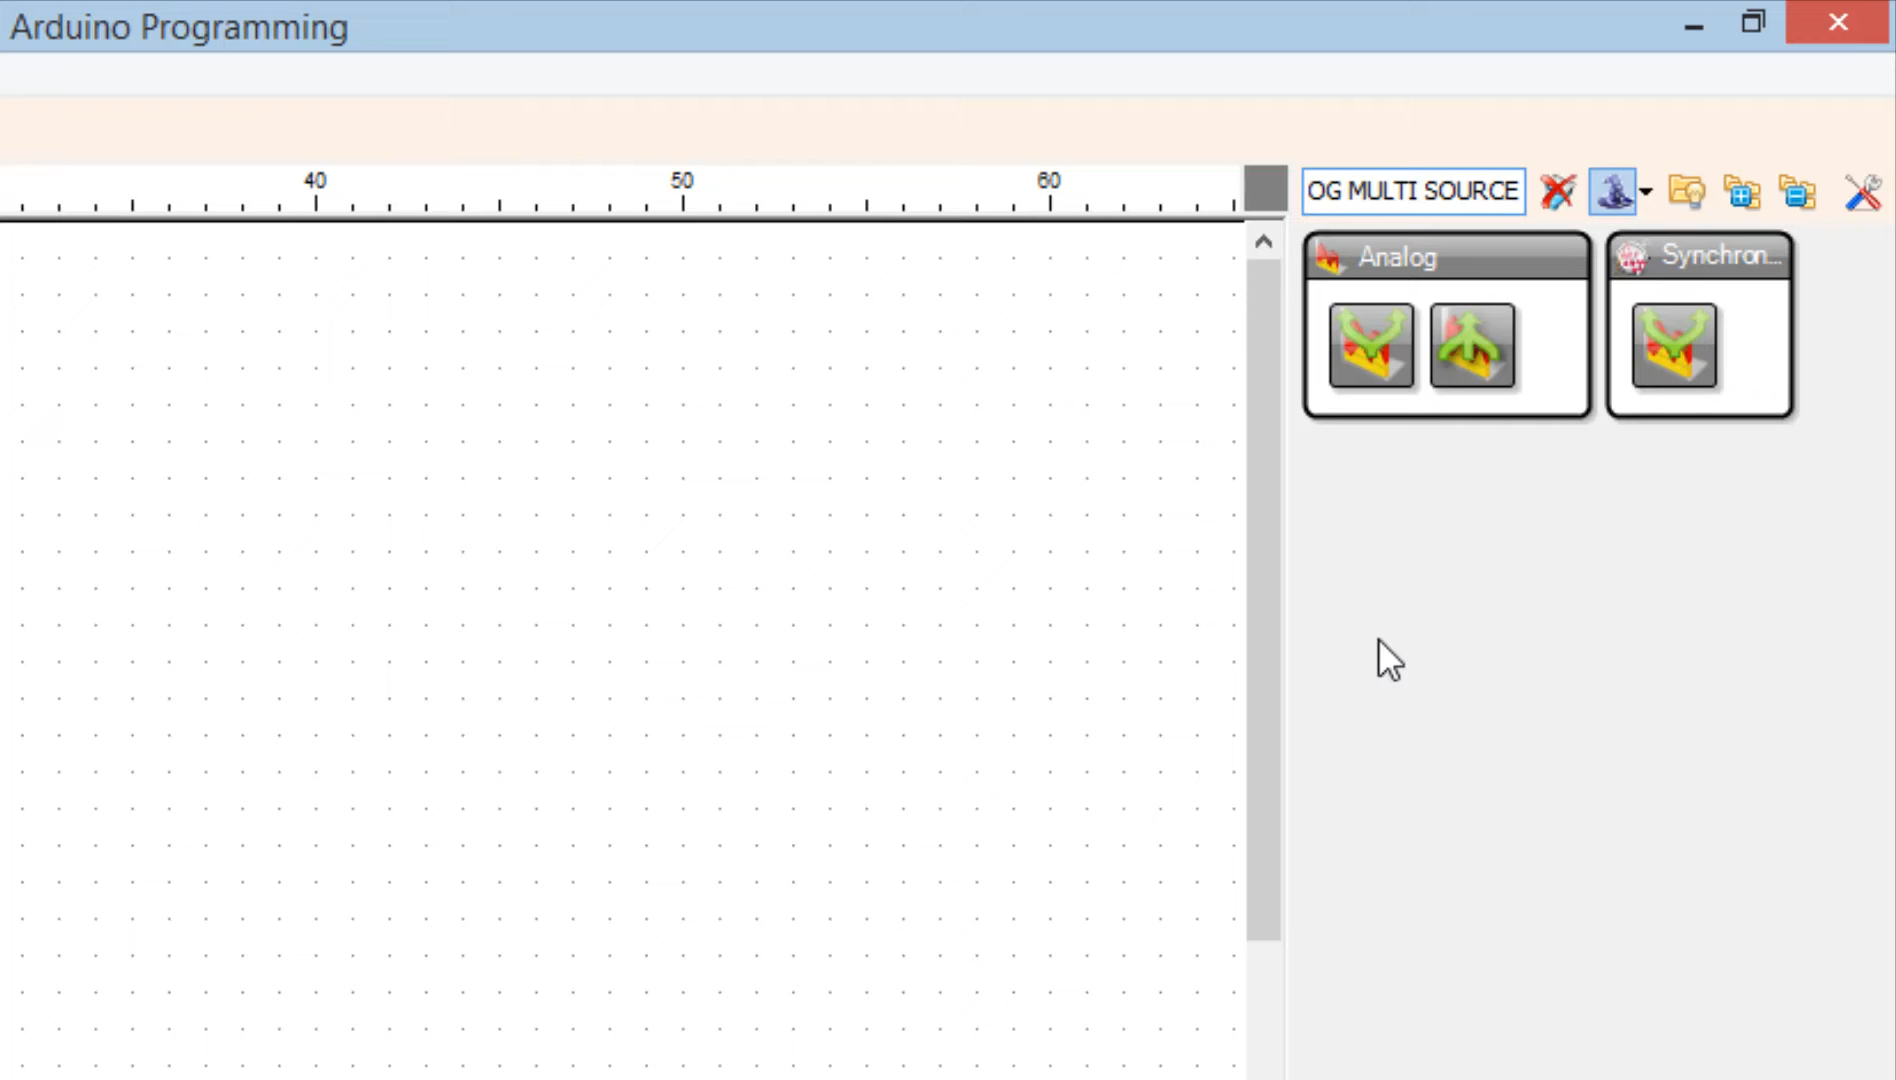 Arduino Programming
40 50 60
OG MULTI SOURCE
Analog
Synchron...